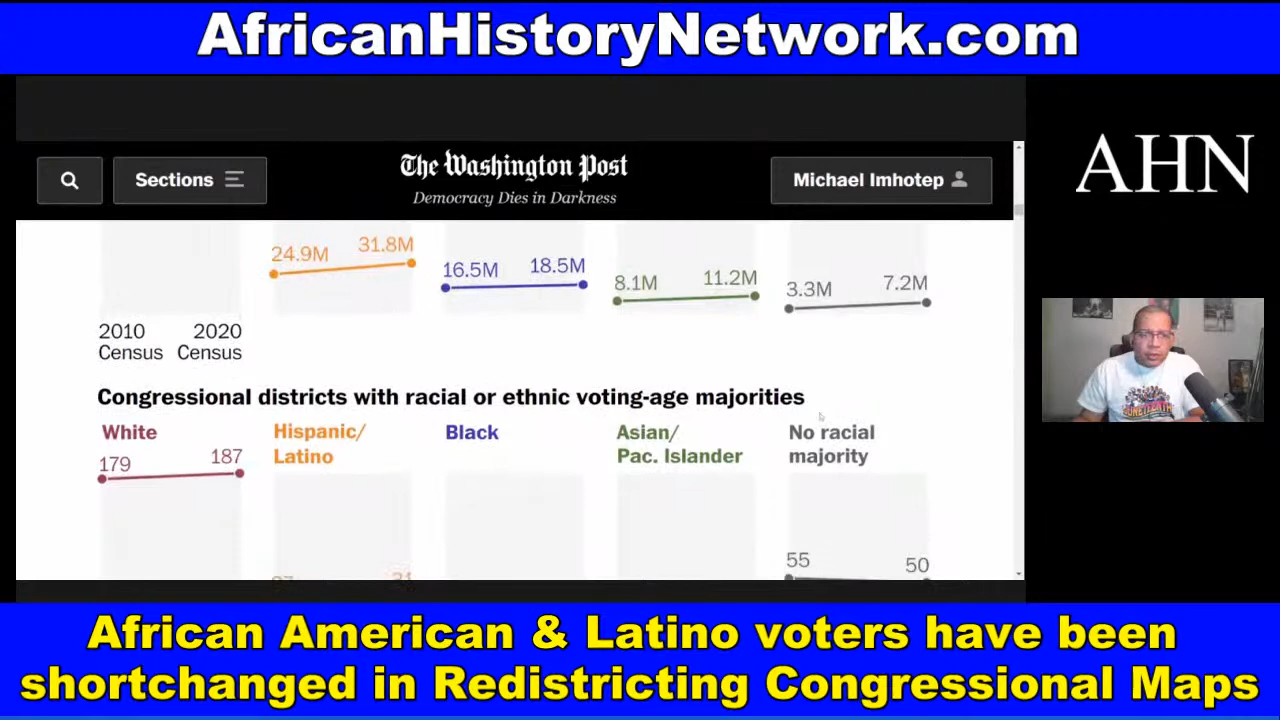 AfricanHistoryNetwork.com
AHN
Sections
The Washington Post
Democracy Dies in Darkness
Michael Imhotep
24.9M 31.8M
16.5M 18.5M
8.1M 11.2M
3.3M 7.2M
2010 Census
2020 Census
Congressional districts with racial or ethnic voting-age majorities
White
179 187
Hispanic/
Latino
Black
Asian/
Pac. Islander
No racial
majority
55 50
African American & Latino voters have been
shortchanged in Redistricting Congressional Maps